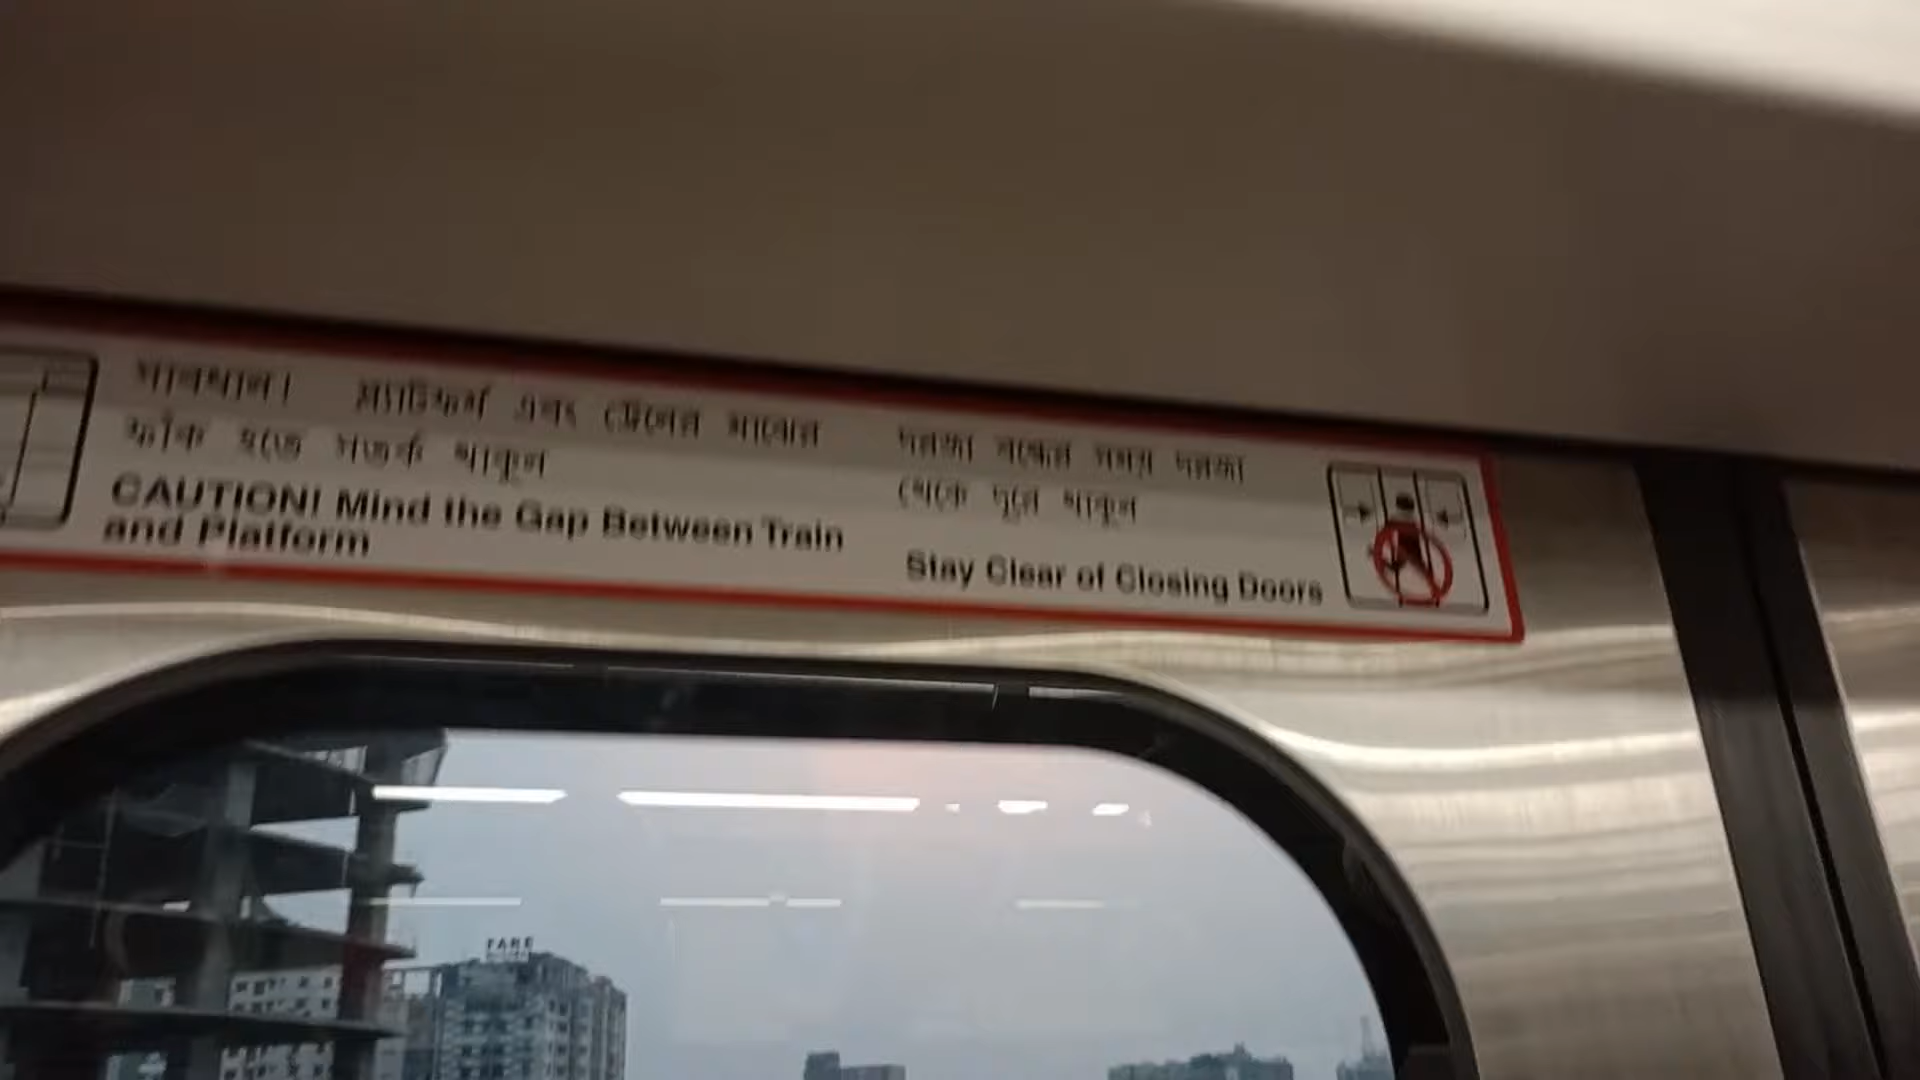 সাবধান। প্ল্যাটফর্ম এবং ট্রেনের মাঝের
ফাঁক হতে সতর্ক থাকুন
CAUTION! Mind the Gap Between Train
and Platform
দরজা বন্ধের সময় দরজা
থেকে দূরে থাকুন
Stay Clear of Closing Doors